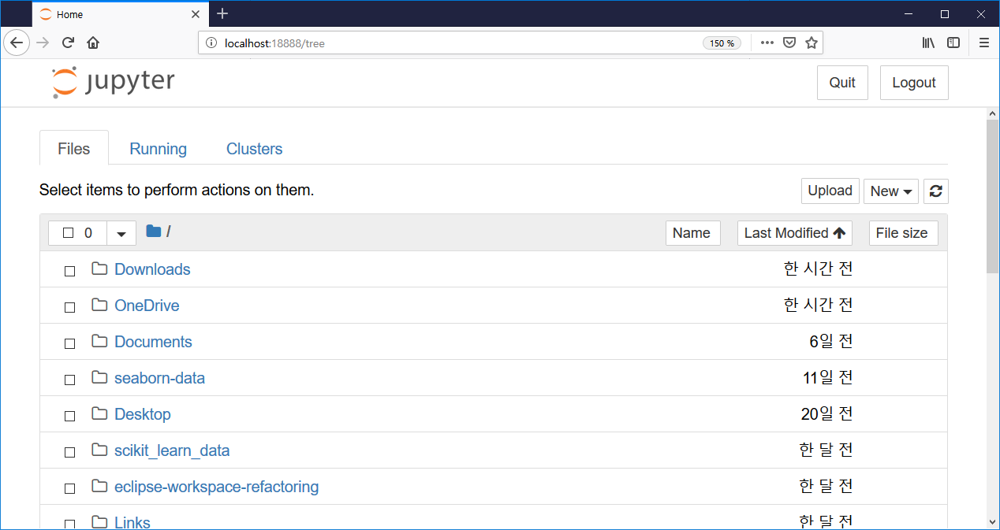 Home
localhost:18888/tree
150 %
jupyter
Quit
Logout
Files
Running
Clusters
Select items to perform actions on them.
Upload
New
0
/
Name
Last Modified
File size
Downloads
한 시간 전
OneDrive
한 시간 전
Documents
6일 전
seaborn-data
11일 전
Desktop
20일 전
scikit_learn_data
한 달 전
eclipse-workspace-refactoring
한 달 전
Links
한 달 전